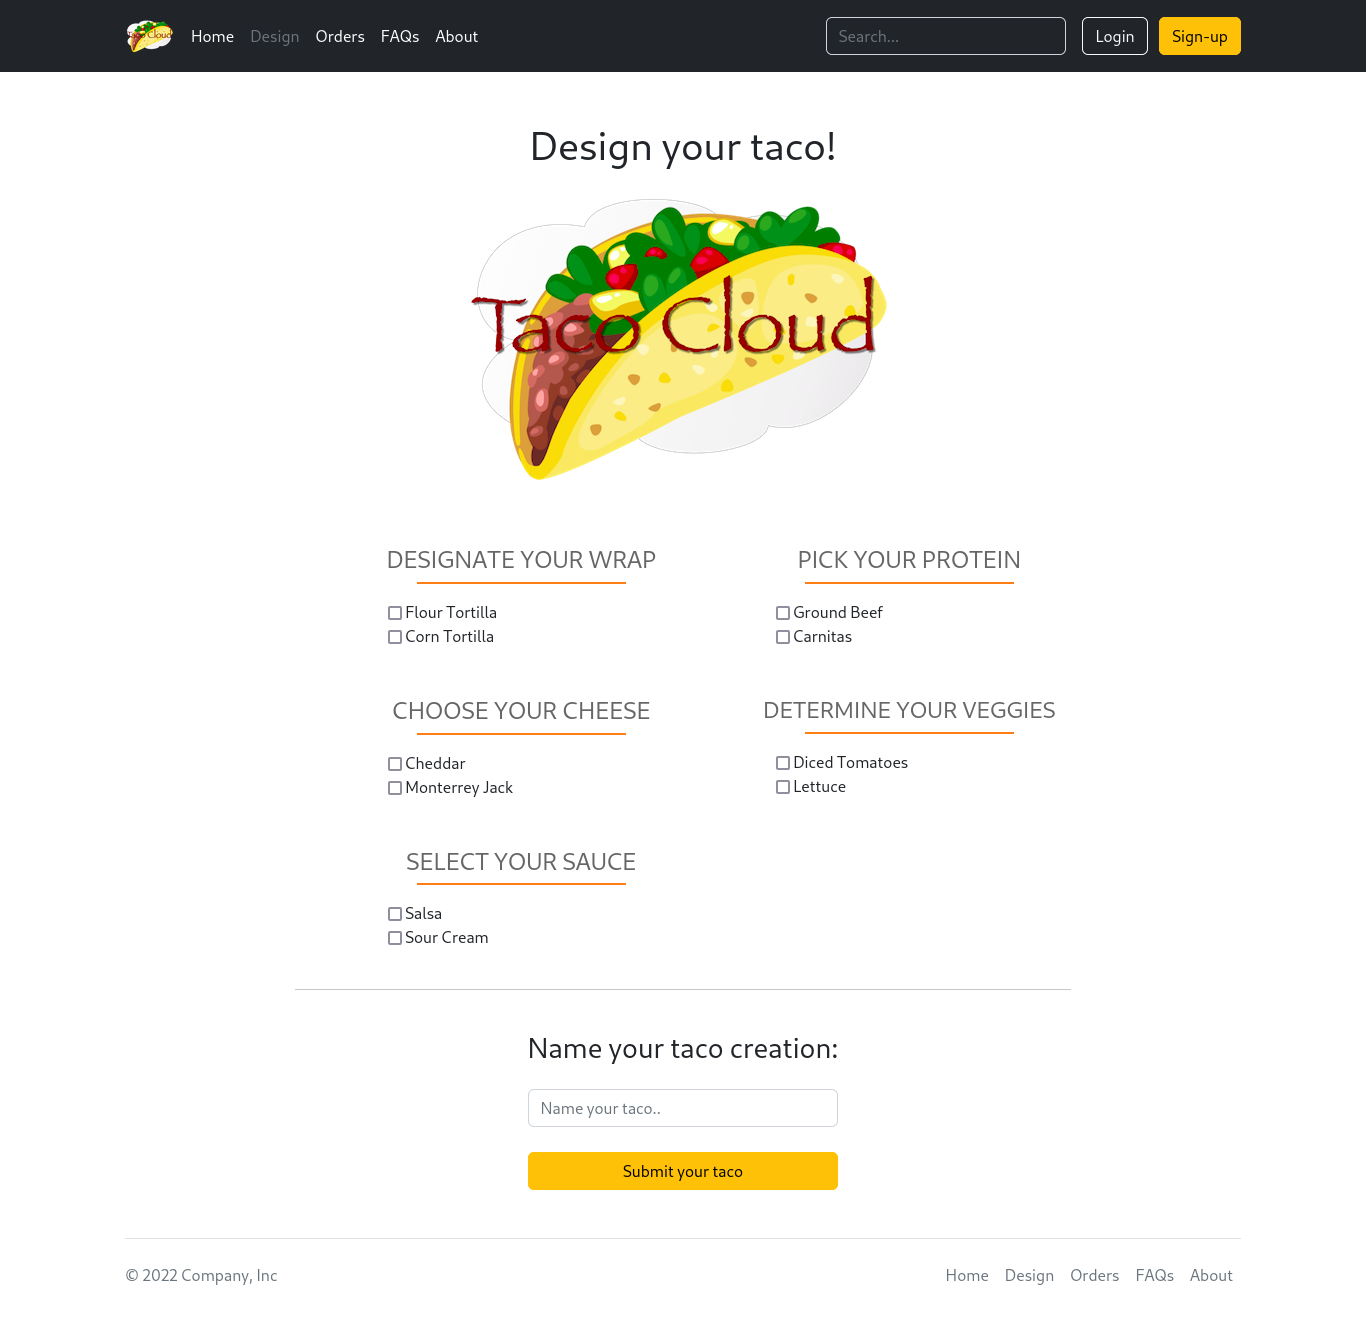 Taco Cloud
Home
Design
Orders
FAQs
About
Search...
Login
Sign-up
Design your taco!
Taco Cloud
DESIGNATE YOUR WRAP
Flour Tortilla
Corn Tortilla
PICK YOUR PROTEIN
Ground Beef
Carnitas
CHOOSE YOUR CHEESE
Cheddar
Monterrey Jack
DETERMINE YOUR VEGGIES
Diced Tomatoes
Lettuce
SELECT YOUR SAUCE
Salsa
Sour Cream
Name your taco creation:
Name your taco..
Submit your taco
© 2022 Company, Inc
Home
Design
Orders
FAQs
About